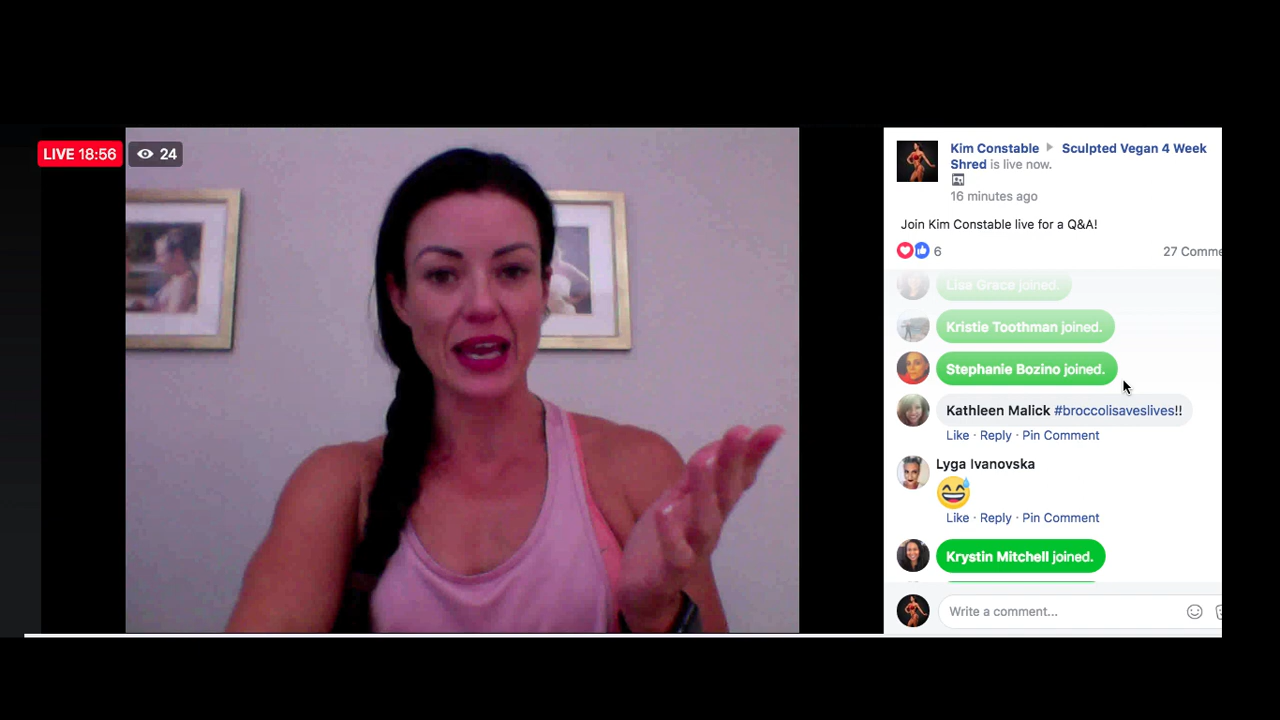 LIVE 18:56
24
Kim Constable Sculpted Vegan 4 Week
Shred is live now.
16 minutes ago
Join Kim Constable live for a Q&A!
6
27 Comme
Lisa Grace joined.
Kristie Toothman joined.
Stephanie Bozino joined.
Kathleen Malick #broccolisaveslives!!
Like · Reply · Pin Comment
Lyga Ivanovska
Like · Reply · Pin Comment
Krystin Mitchell joined.
Write a comment...